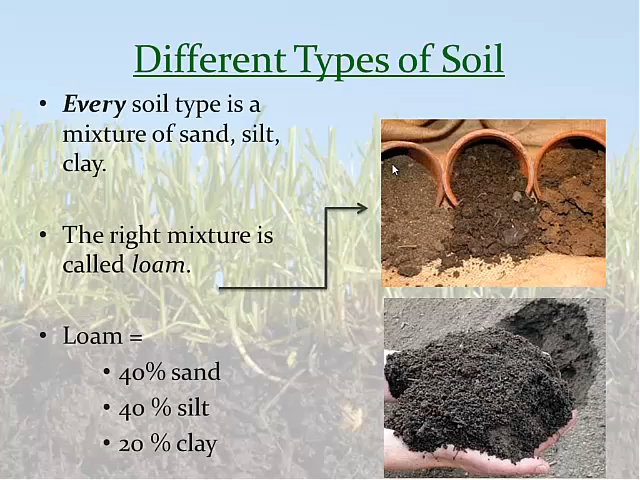 Different Types of Soil
• Every soil type is a
mixture of sand, silt,
clay.
• The right mixture is
called loam.
• Loam =
• 40% sand
• 40 % silt
• 20 % clay